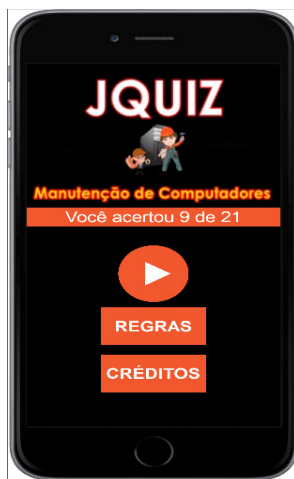 JQUIZ
Manutenção de Computadores
Você acertou 9 de 21
REGRAS
CRÉDITOS